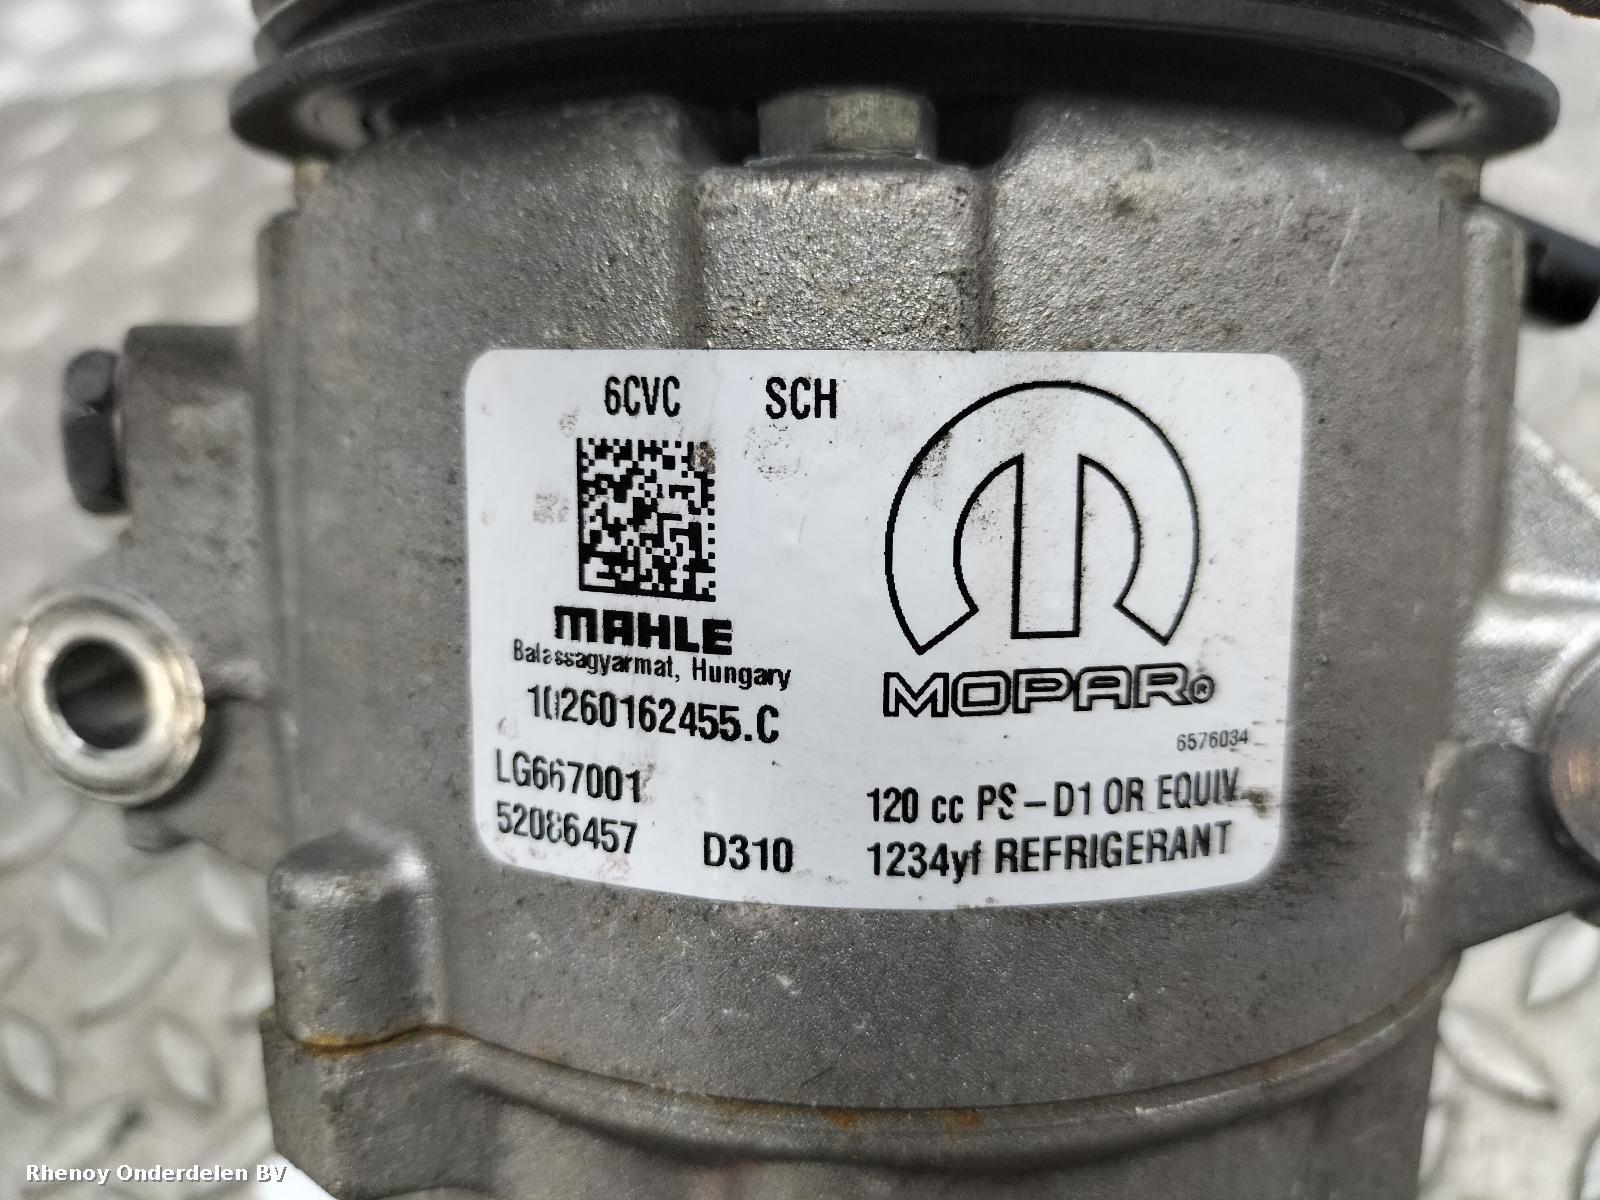 6CVC SCH
MAHLE
Balassagyarmat, Hungary
10260162455.C
LG667001
52086457
D310
MOPAR®
6576034
120 cc PS-D1 OR EQUIV.
1234yf REFRIGERANT
Rhenoy Onderdelen BV